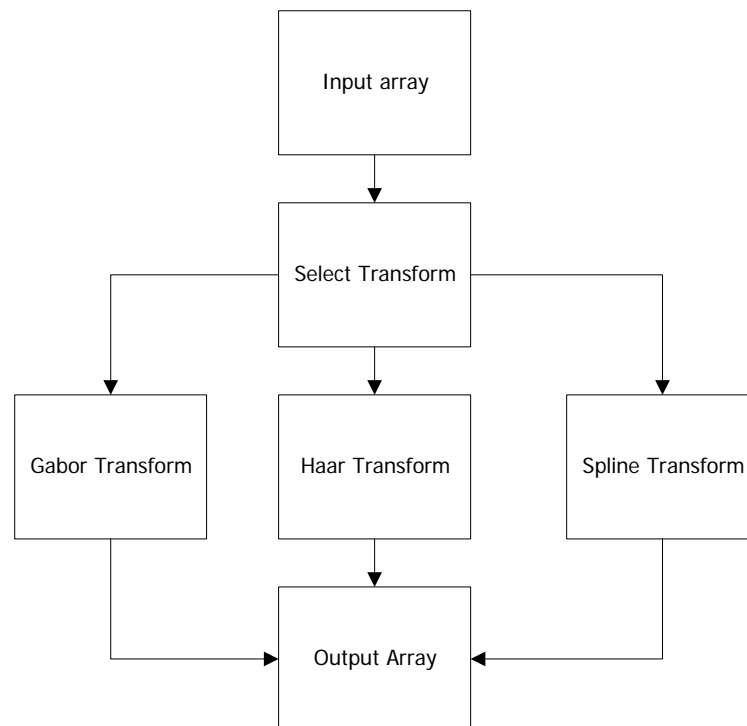 Input array
Select Transform
Gabor Transform
Haar Transform
Spline Transform
Output Array